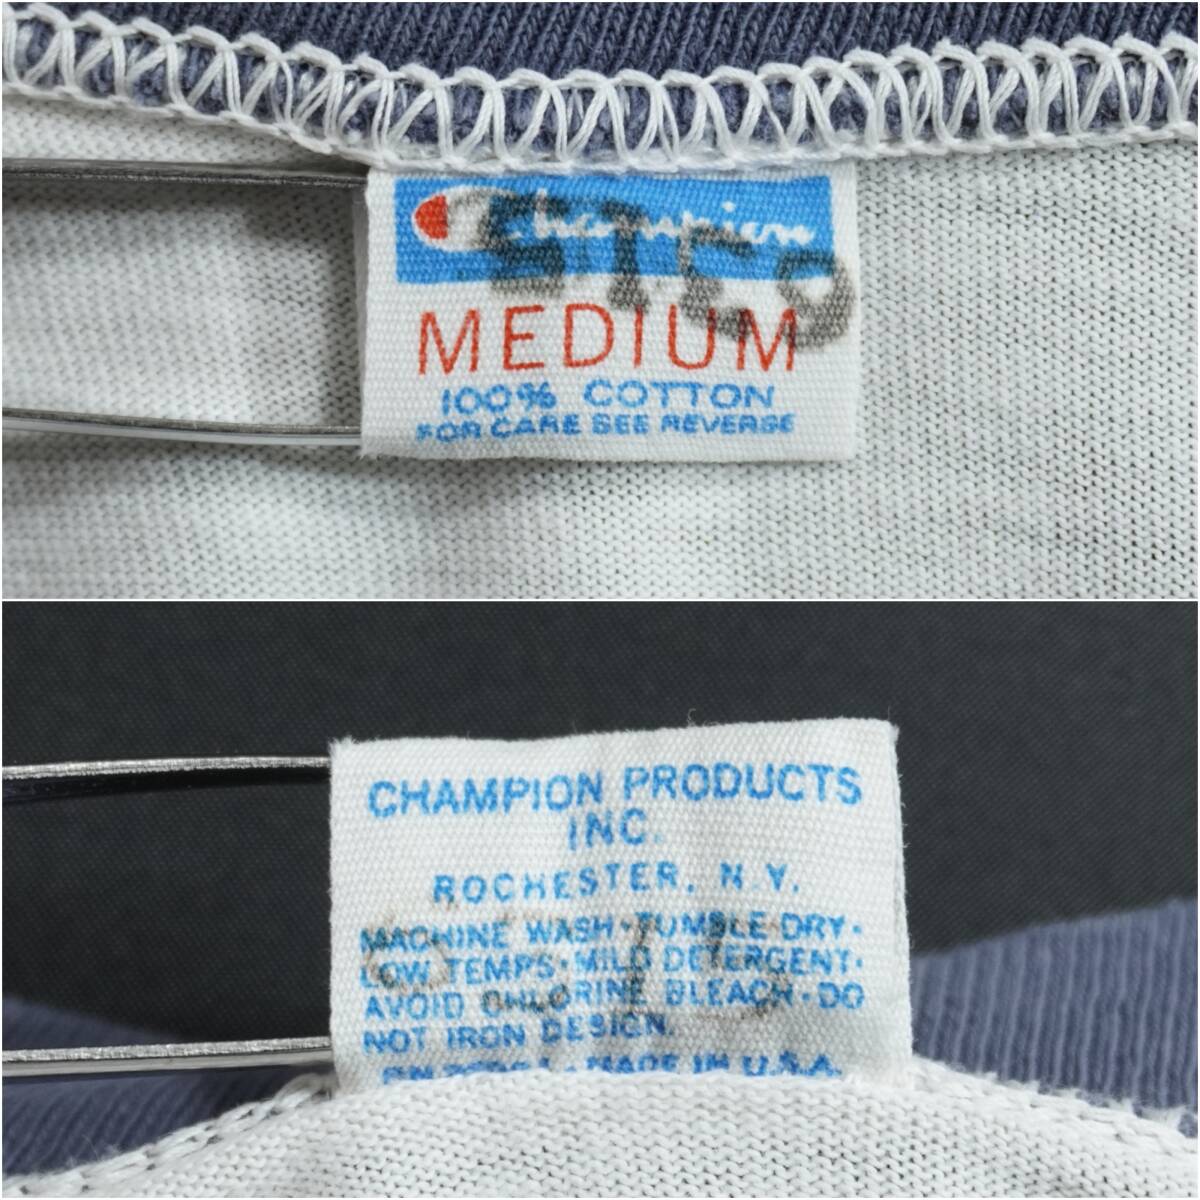 Champion
MEDIUM
100% COTTON
FOR CARE SEE REVERSE
CHAMPION PRODUCTS
INC.
ROCHESTER, N.Y.
MACHINE WASH·TUMBLE DRY·
LOW TEMPS·MILD DETERGENT·
AVOID CHLORINE BLEACH·DO
NOT IRON DESIGN.
MADE IN U.S.A.